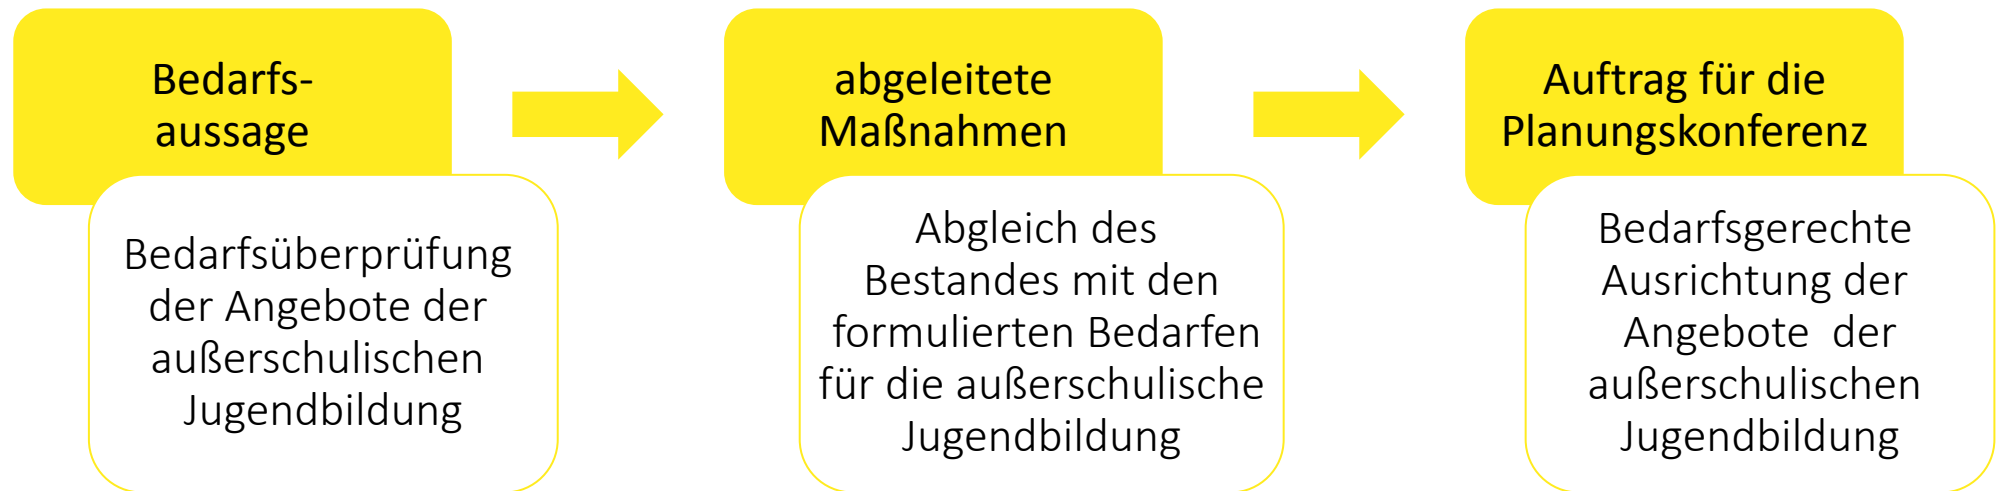 Bedarfs-
aussage
Bedarfsüberprüfung
der Angebote der
außerschulischen
Jugendbildung
abgeleitete
Maßnahmen
Abgleich des
Bestandes mit den
formulierten Bedarfen
für die außerschulische
Jugendbildung
Auftrag für die
Planungskonferenz
Bedarfsgerechte
Ausrichtung der
Angebote  der
außerschulischen
Jugendbildung